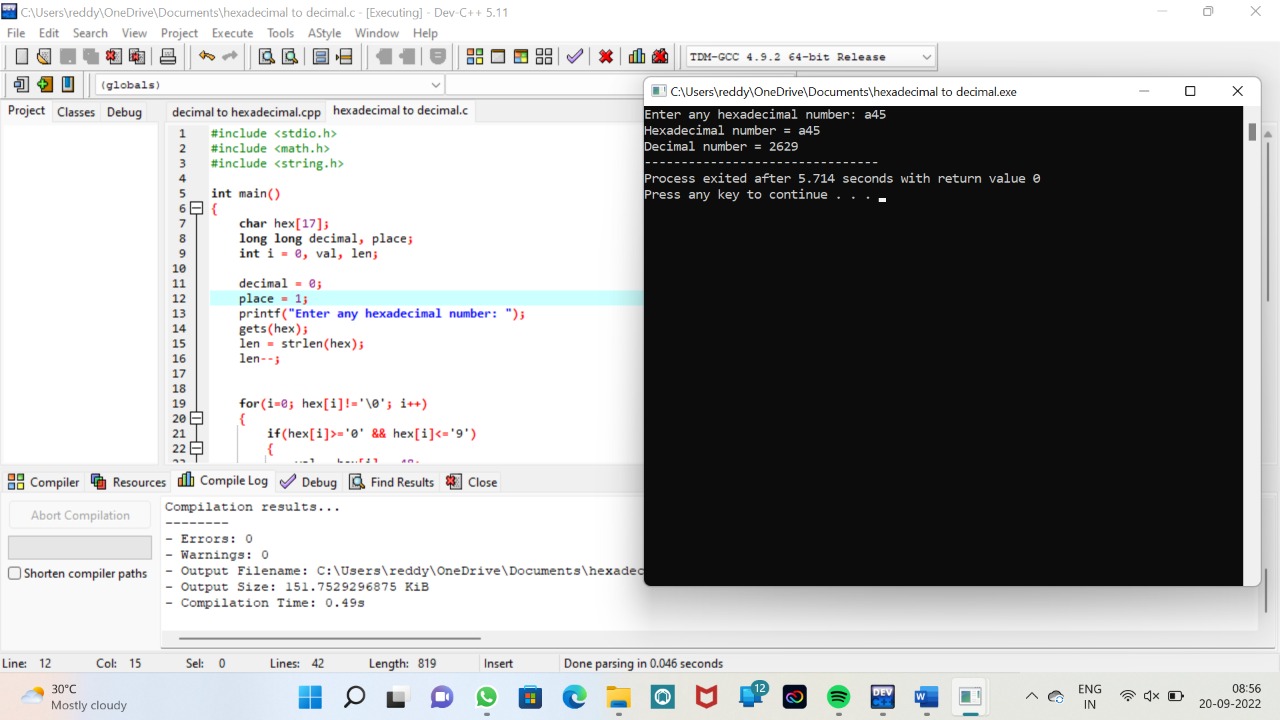 C:\Users\reddy\OneDrive\Documents\hexadecimal to decimal.c - [Executing] - Dev-C++ 5.11
File Edit Search View Project Execute Tools AStyle Window Help
TDM-GCC 4.9.2 64-bit Release
(globals)
Project Classes Debug
decimal to hexadecimal.cpp hexadecimal to decimal.c
1 #include <stdio.h>
2 #include <math.h>
3 #include <string.h>
4
5 int main()
6 {
7 char hex[17];
8 long long decimal, place;
9 int i = 0, val, len;
10
11 decimal = 0;
12 place = 1;
13 printf("Enter any hexadecimal number: ");
14 gets(hex);
15 len = strlen(hex);
16 len--;
17
18
19 for(i=0; hex[i]!='\0'; i++)
20 {
21 if(hex[i]>='0' && hex[i]<='9')
22 {
C:\Users\reddy\OneDrive\Documents\hexadecimal to decimal.exe
Enter any hexadecimal number: a45
Hexadecimal number = a45
Decimal number = 2629
--------------------------------
Process exited after 5.714 seconds with return value 0
Press any key to continue . . .
Compiler Resources Compile Log Debug Find Results Close
Abort Compilation
Shorten compiler paths
Compilation results...
--------
- Errors: 0
- Warnings: 0
- Output Filename: C:\Users\reddy\OneDrive\Documents\hexadec
- Output Size: 151.7529296875 KiB
- Compilation Time: 0.49s
Line: 12 Col: 15 Sel: 0 Lines: 42 Length: 819 Insert Done parsing in 0.046 seconds
30°C
Mostly cloudy
12
DEV
C++
W
ENG
IN
08:56
20-09-2022